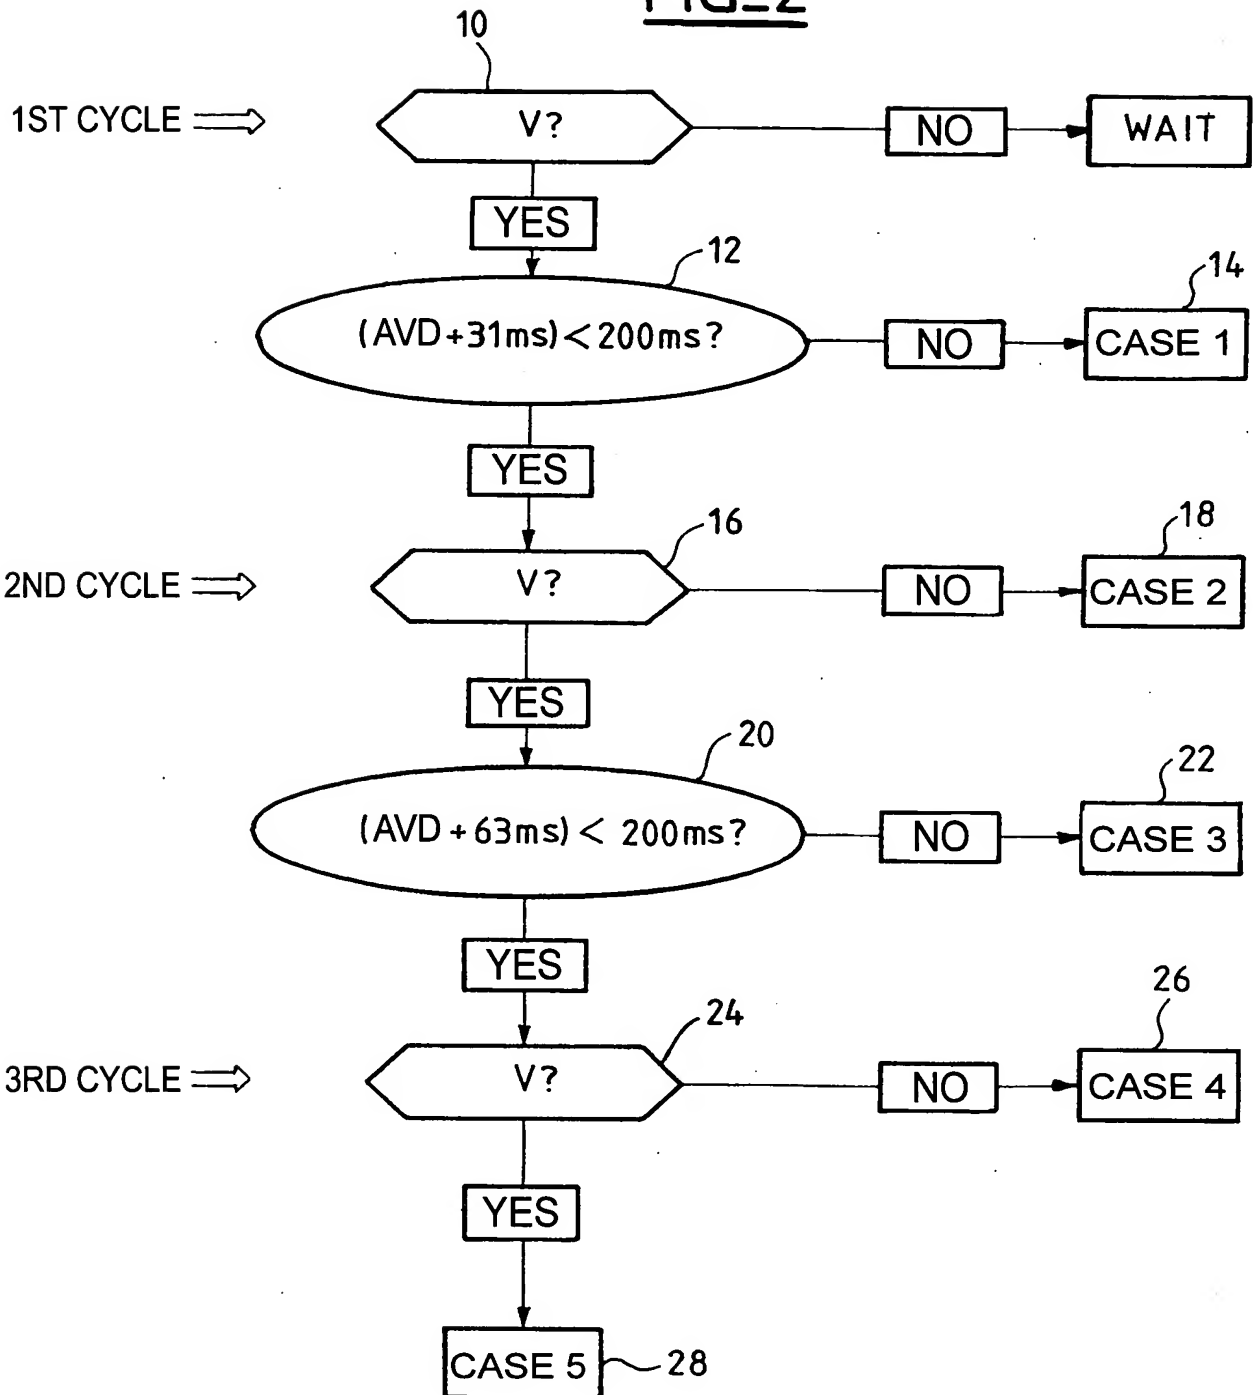 FIG_2
10
1ST CYCLE
V?
NO
WAIT
YES
12
14
(AVD+31ms)<200ms?
NO
CASE 1
YES
16
18
2ND CYCLE
V?
NO
CASE 2
YES
20
22
(AVD+63ms)< 200ms?
NO
CASE 3
YES
24
26
3RD CYCLE
V?
NO
CASE 4
YES
CASE 5
28